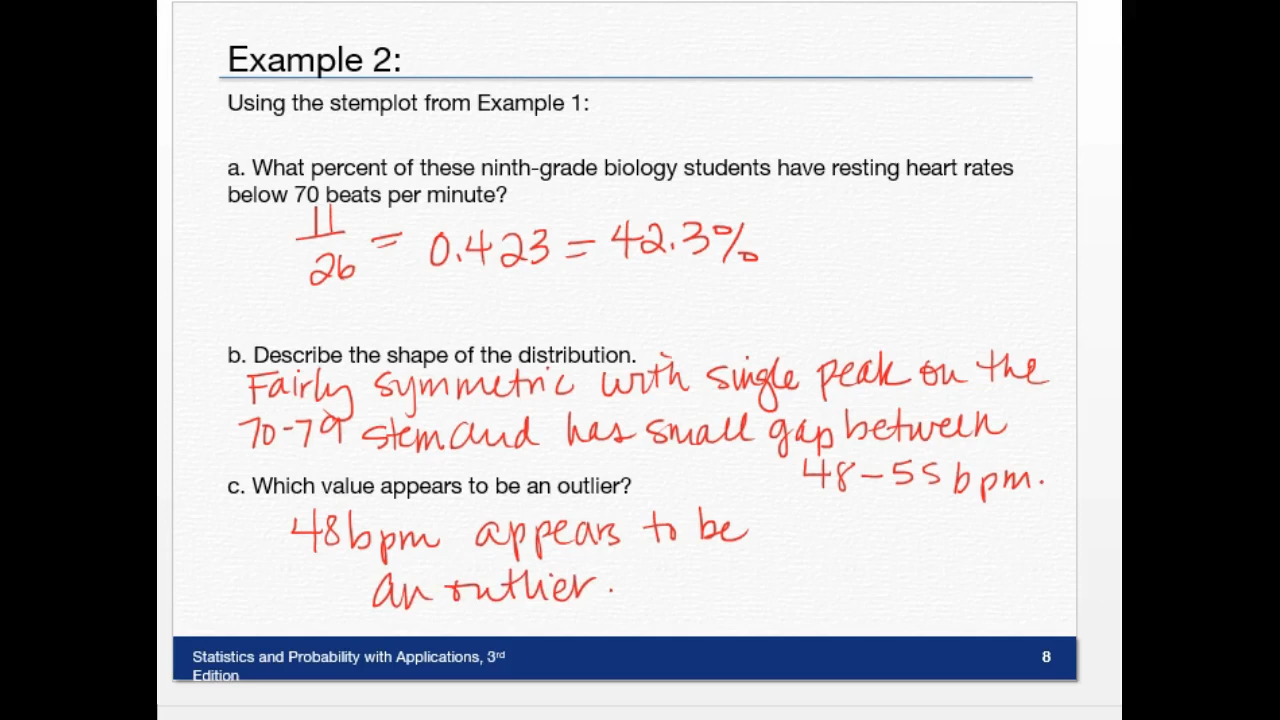 Example 2:
Using the stemplot from Example 1:
a. What percent of these ninth-grade biology students have resting heart rates
below 70 beats per minute?
11/26 = 0.423 = 42.3%
b. Describe the shape of the distribution.
Fairly symmetric with single peak on the
70-79 stem and has small gap between
48-55 bpm.
c. Which value appears to be an outlier?
48 bpm appears to be
an outlier.
Statistics and Probability with Applications, 3rd
Edition
8